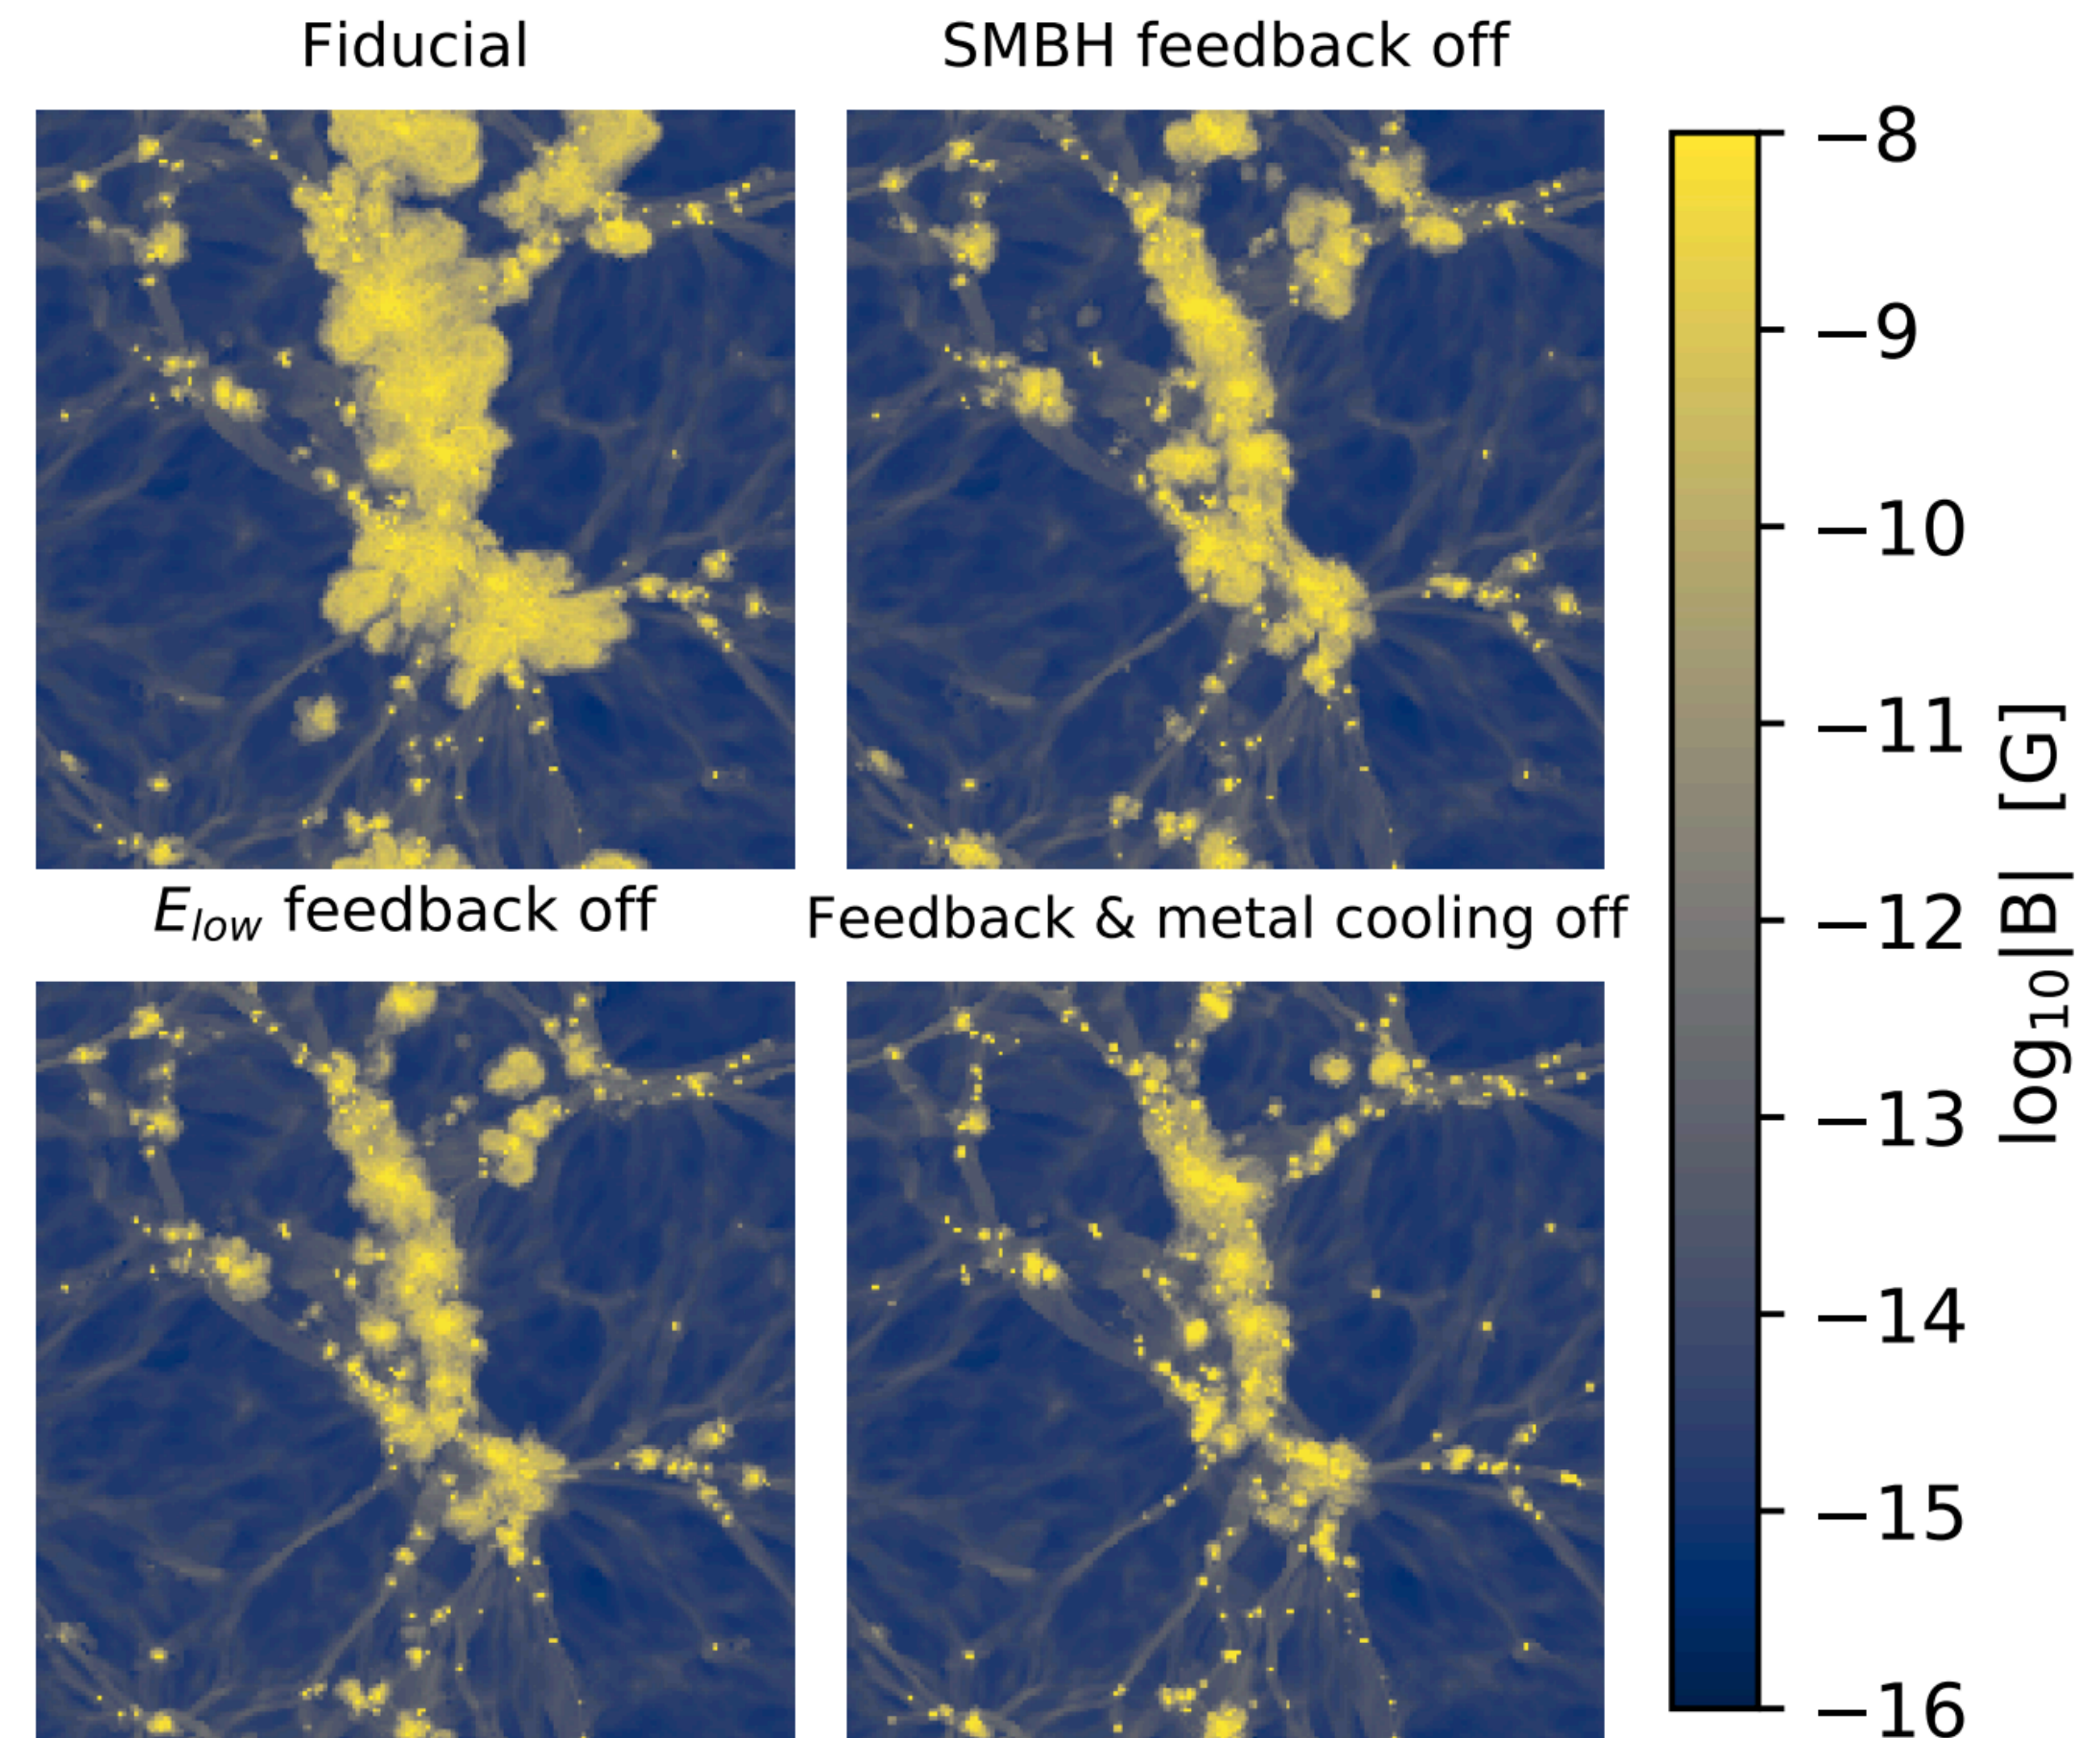 Fiducial
SMBH feedback off
E_low feedback off
Feedback & metal cooling off
−8
−9
−10
−11
−12
−13
−14
−15
−16
log₁₀|B| [G]